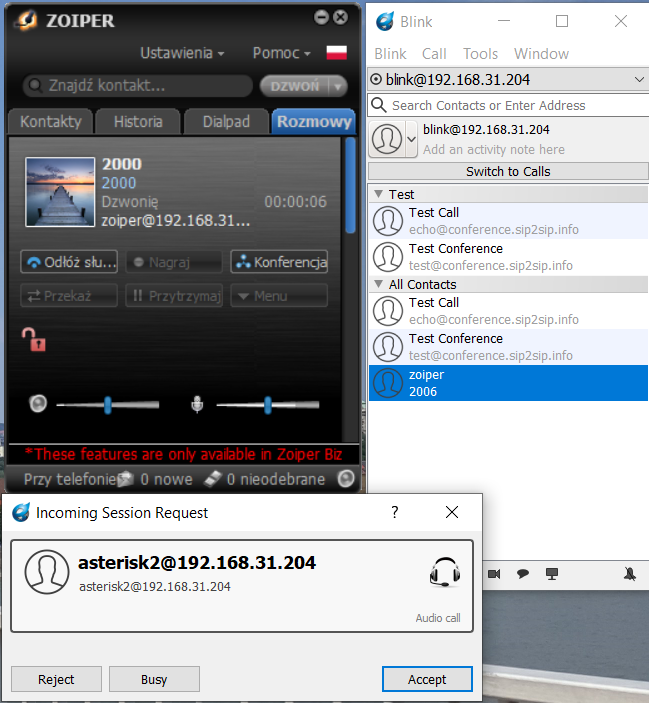 ZOIPER
Ustawienia
Pomoc
Znajdź kontakt...
DZWOŃ
Kontakty
Historia
Dialpad
Rozmowy
2000
2000
Dzwonię 00:00:06
zoiper@192.168.31...
Odłóż słu...
Nagraj
Konferencja
Przekaż
Przytrzymaj
Menu
*These features are only available in Zoiper Biz
Przy telefonie
0 nowe
0 nieodebrane
Blink
Blink Call Tools Window
blink@192.168.31.204
Search Contacts or Enter Address
blink@192.168.31.204
Add an activity note here
Switch to Calls
Test
Test Call
echo@conference.sip2sip.info
Test Conference
test@conference.sip2sip.info
All Contacts
Test Call
echo@conference.sip2sip.info
Test Conference
test@conference.sip2sip.info
zoiper
2006
Incoming Session Request
?
asterisk2@192.168.31.204
asterisk2@192.168.31.204
Audio call
Reject
Busy
Accept